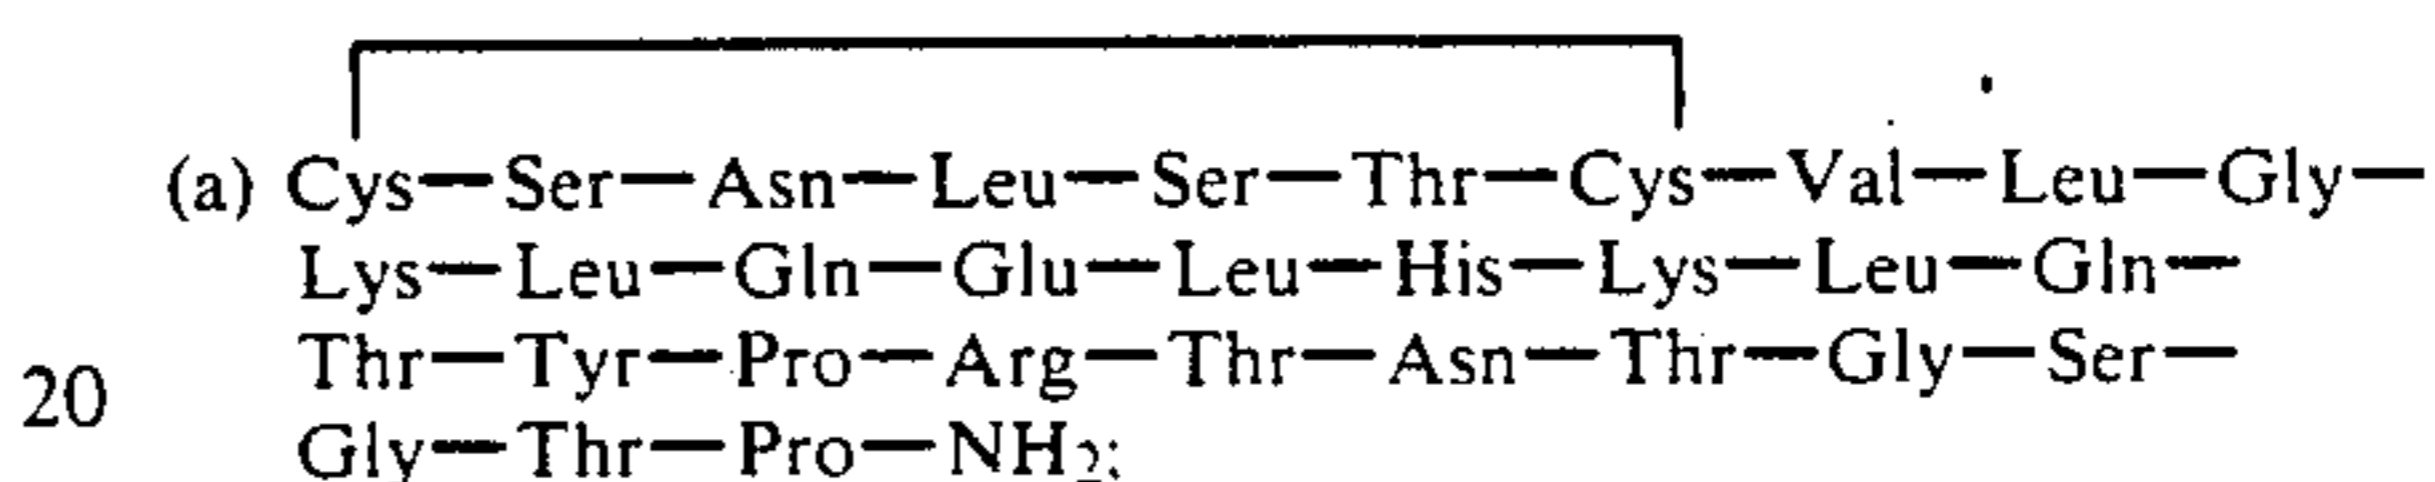 (a) Cys—Ser—Asn—Leu—Ser—Thr—Cys—Val—Leu—Gly—
Lys—Leu—Gln—Glu—Leu—His—Lys—Leu—Gln—
Thr—Tyr—Pro—Arg—Thr—Asn—Thr—Gly—Ser—
20
Gly—Thr—Pro—NH₂;